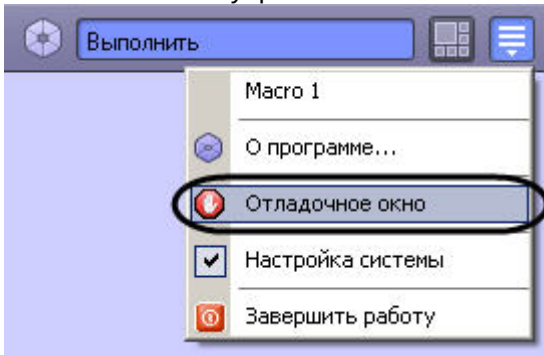 Выполнить
Macro 1
О программе...
Отладочное окно
Настройка системы
Завершить работу